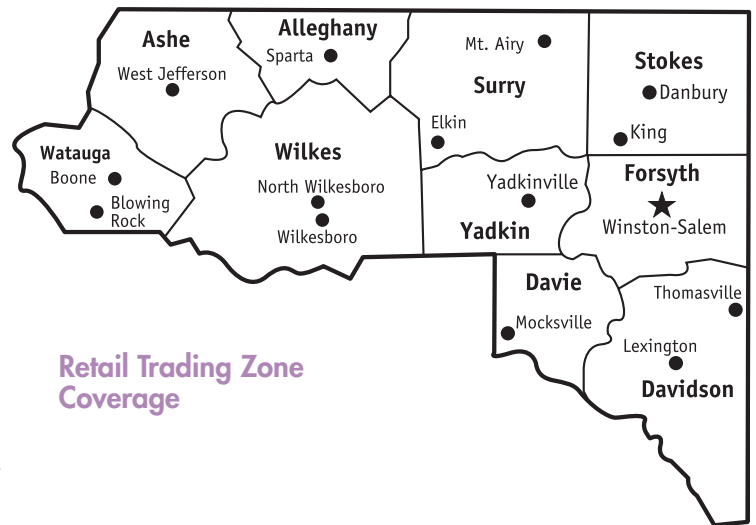 Ashe
West Jefferson
Alleghany
Sparta
Mt. Airy
Surry
Elkin
Stokes
Danbury
King
Watauga
Boone
Blowing
Rock
Wilkes
North Wilkesboro
Wilkesboro
Yadkinville
Yadkin
Forsyth
Winston-Salem
Davie
Mocksville
Thomasville
Lexington
Davidson
Retail Trading Zone
Coverage